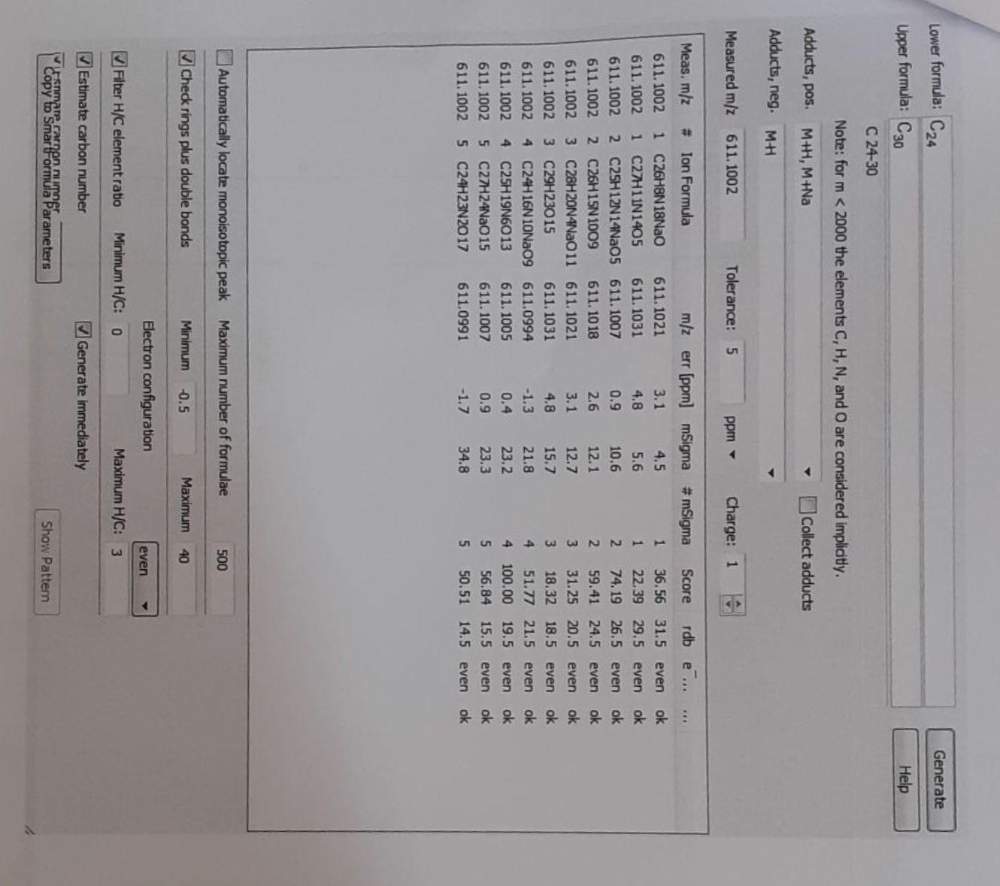 Lower formula: C24 Generate
Upper formula: C30 Help
C 24-30
Note: for m < 2000 the elements C, H, N, and O are considered implicitly.
Adducts, pos. M+H, M+Na Collect adducts
Adducts, neg. M-H
Measured m/z 611.1002 Tolerance: 5 ppm Charge: 1
Meas. m/z # Ion Formula m/z err [ppm] mSigma # mSigma Score rdb e¯ ... ...
611.1002 1 C26H8N18NaO 611.1021 3.1 4.5 1 36.56 31.5 even ok
611.1002 1 C27H11N14O5 611.1031 4.8 5.6 1 22.39 29.5 even ok
611.1002 2 C25H12N14NaO5 611.1007 0.9 10.6 2 74.19 26.5 even ok
611.1002 2 C26H15N10O9 611.1018 2.6 12.1 2 59.41 24.5 even ok
611.1002 3 C28H20N4NaO11 611.1021 3.1 12.7 3 31.25 20.5 even ok
611.1002 3 C29H23O15 611.1031 4.8 15.7 3 18.32 18.5 even ok
611.1002 4 C24H16N10NaO9 611.0994 -1.3 21.8 4 51.77 21.5 even ok
611.1002 4 C25H19N6O13 611.1005 0.4 23.2 4 100.00 19.5 even ok
611.1002 5 C27H24NaO15 611.1007 0.9 23.3 5 56.84 15.5 even ok
611.1002 5 C24H23N2O17 611.0991 -1.7 34.8 5 50.51 14.5 even ok
Automatically locate monoisotopic peak Maximum number of formulae 500
Check rings plus double bonds Minimum -0.5 Maximum 40
Electron configuration even
Filter H/C element ratio Minimum H/C: 0 Maximum H/C: 3
Estimate carbon number Generate immediately
Estimate carbon number
Copy to SmartFormula Parameters Show Pattern